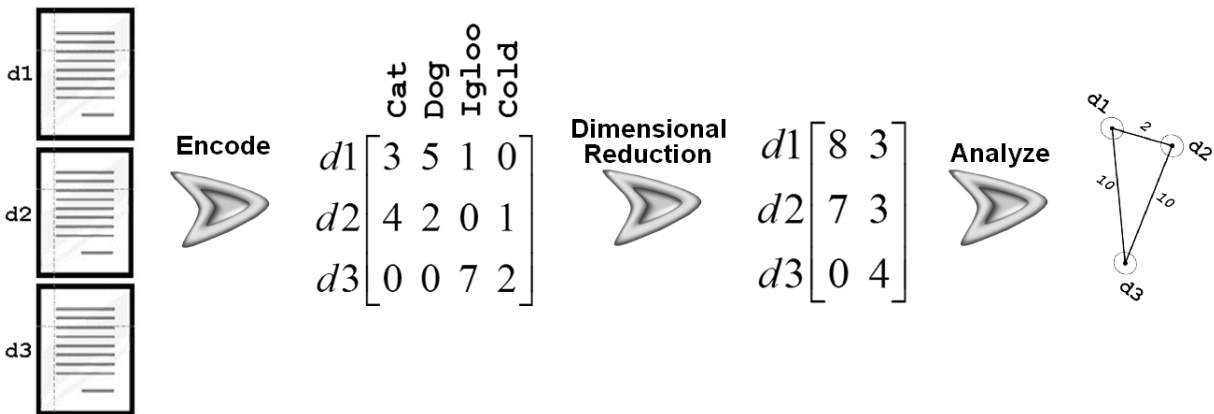 d1
d2
d3
Encode
Cat Dog Igloo Cold
d1 3 5 1 0
d2 4 2 0 1
d3 0 0 7 2
Dimensional
Reduction
d1 8 3
d2 7 3
d3 0 4
Analyze
d1
2
d2
10
10
d3